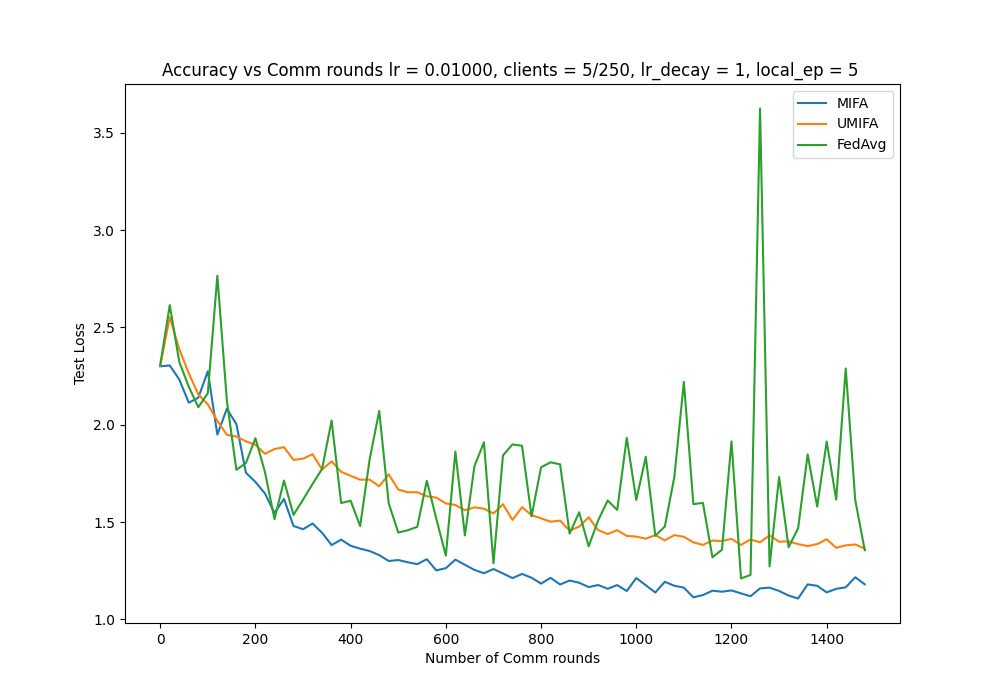 Accuracy vs Comm rounds lr = 0.01000, clients = 5/250, lr_decay = 1, local_ep = 5
MIFA
UMIFA
FedAvg
3.5
3.0
2.5
2.0
1.5
1.0
Test Loss
0 200 400 600 800 1000 1200 1400
Number of Comm rounds